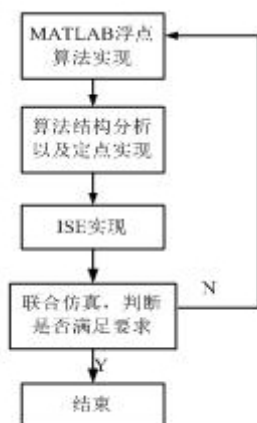 MATLAB浮点
算法实现
算法结构分析
以及定点实现
ISE实现
联合仿真，判断
是否满足要求
N
Y
结束